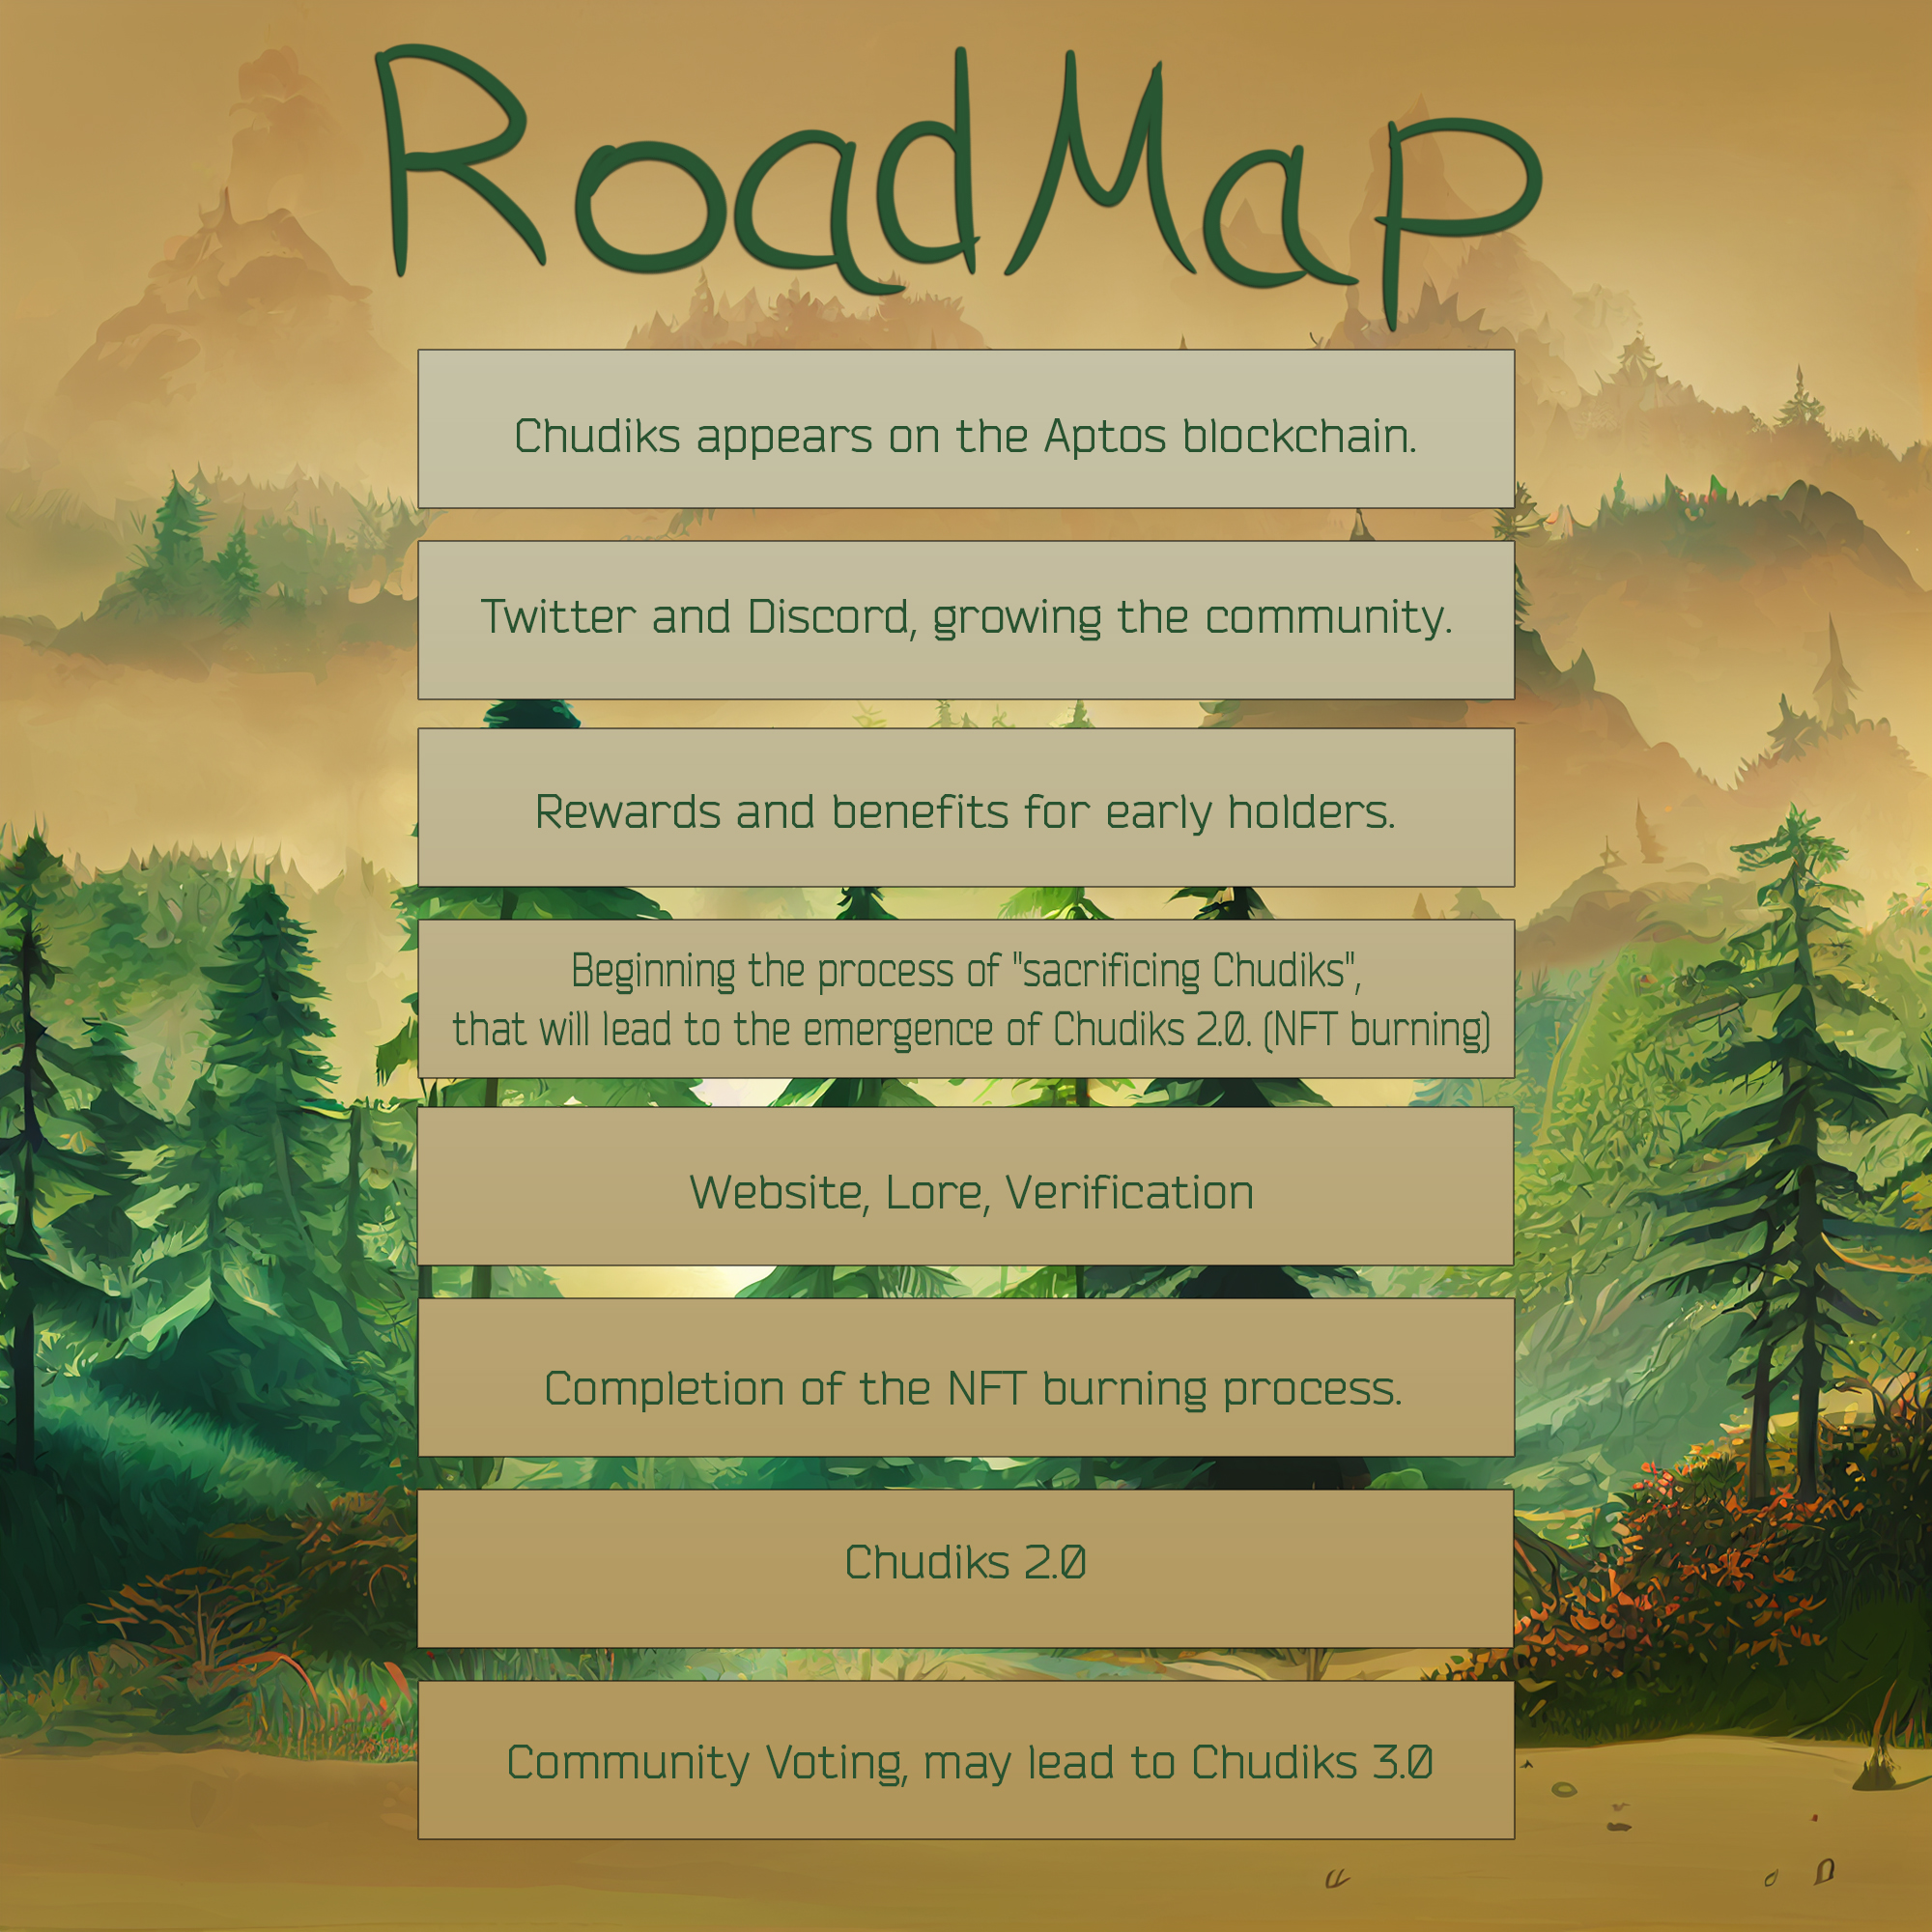 RoadMap
Chudiks appears on the Aptos blockchain.
Twitter and Discord, growing the community.
Rewards and benefits for early holders.
Beginning the process of "sacrificing Chudiks",
that will lead to the emergence of Chudiks 2.0. (NFT burning)
Website, Lore, Verification
Completion of the NFT burning process.
Chudiks 2.0
Community Voting, may lead to Chudiks 3.0